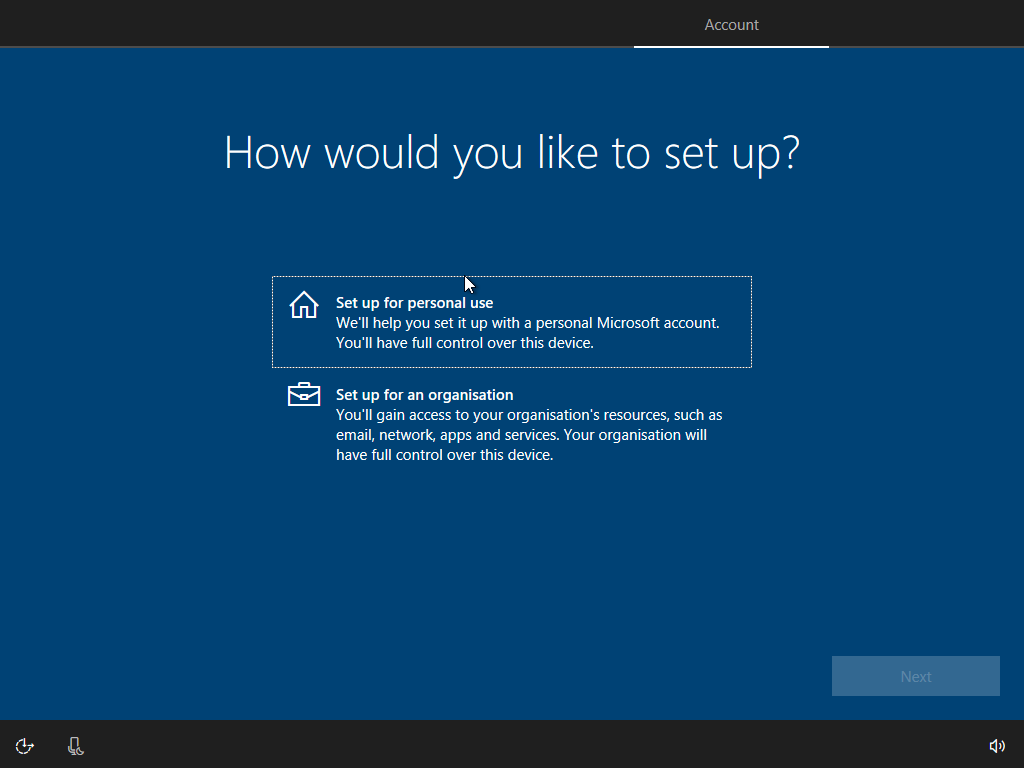 Account
How would you like to set up?
Set up for personal use
We'll help you set it up with a personal Microsoft account.
You'll have full control over this device.
Set up for an organisation
You'll gain access to your organisation's resources, such as
email, network, apps and services. Your organisation will
have full control over this device.
Next